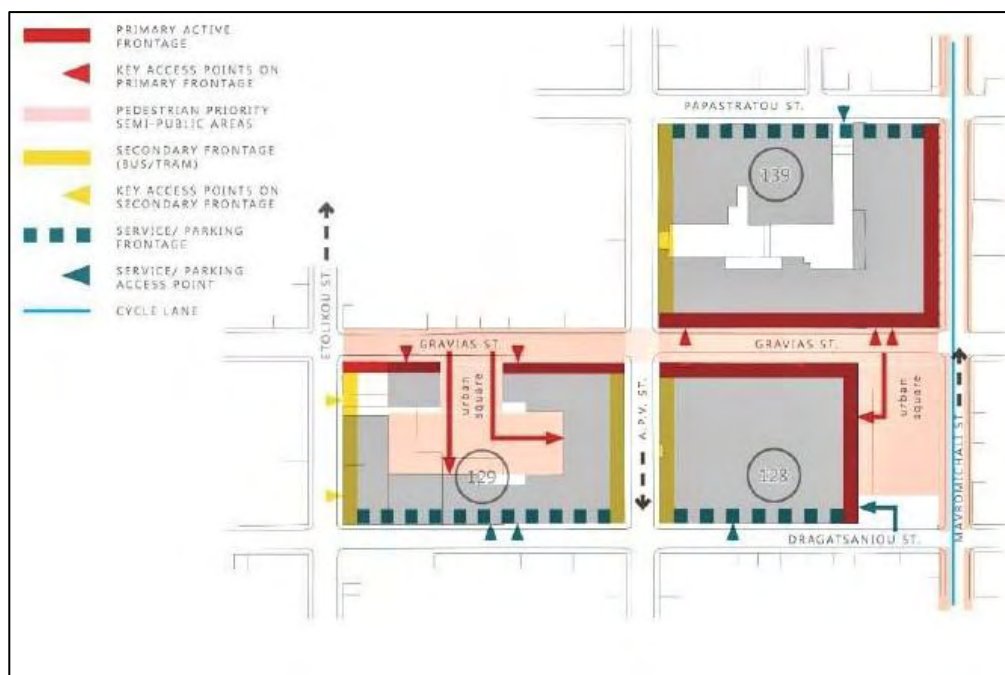 PRIMARY ACTIVE
FRONTAGE
KEY ACCESS POINTS ON
PRIMARY FRONTAGE
PEDESTRIAN PRIORITY
SEMI-PUBLIC AREAS
SECONDARY FRONTAGE
(BUS/TRAM)
KEY ACCESS POINTS ON
SECONDARY FRONTAGE
SERVICE/ PARKING
FRONTAGE
SERVICE/ PARKING
ACCESS POINT
CYCLE LANE
PAPASTRATOU ST.
139
ETOLIKOU ST.
GRAVIAS ST.
GRAVIAS ST.
urban
square
A.P.V. ST.
urban
square
MAVROMICHALI ST
129
128
DRAGATSANIOU ST.